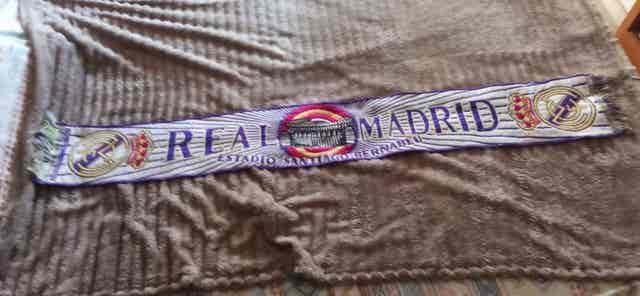 REAL MADRID
ESTADIO SANTIAGO BERNABEU